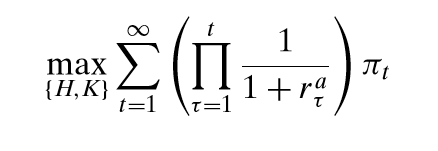 \max_{\{H,K\}} \sum_{t=1}^{\infty} \left( \prod_{\tau=1}^{t} \frac{1}{1+r_{\tau}^{a}} \right) \pi_t